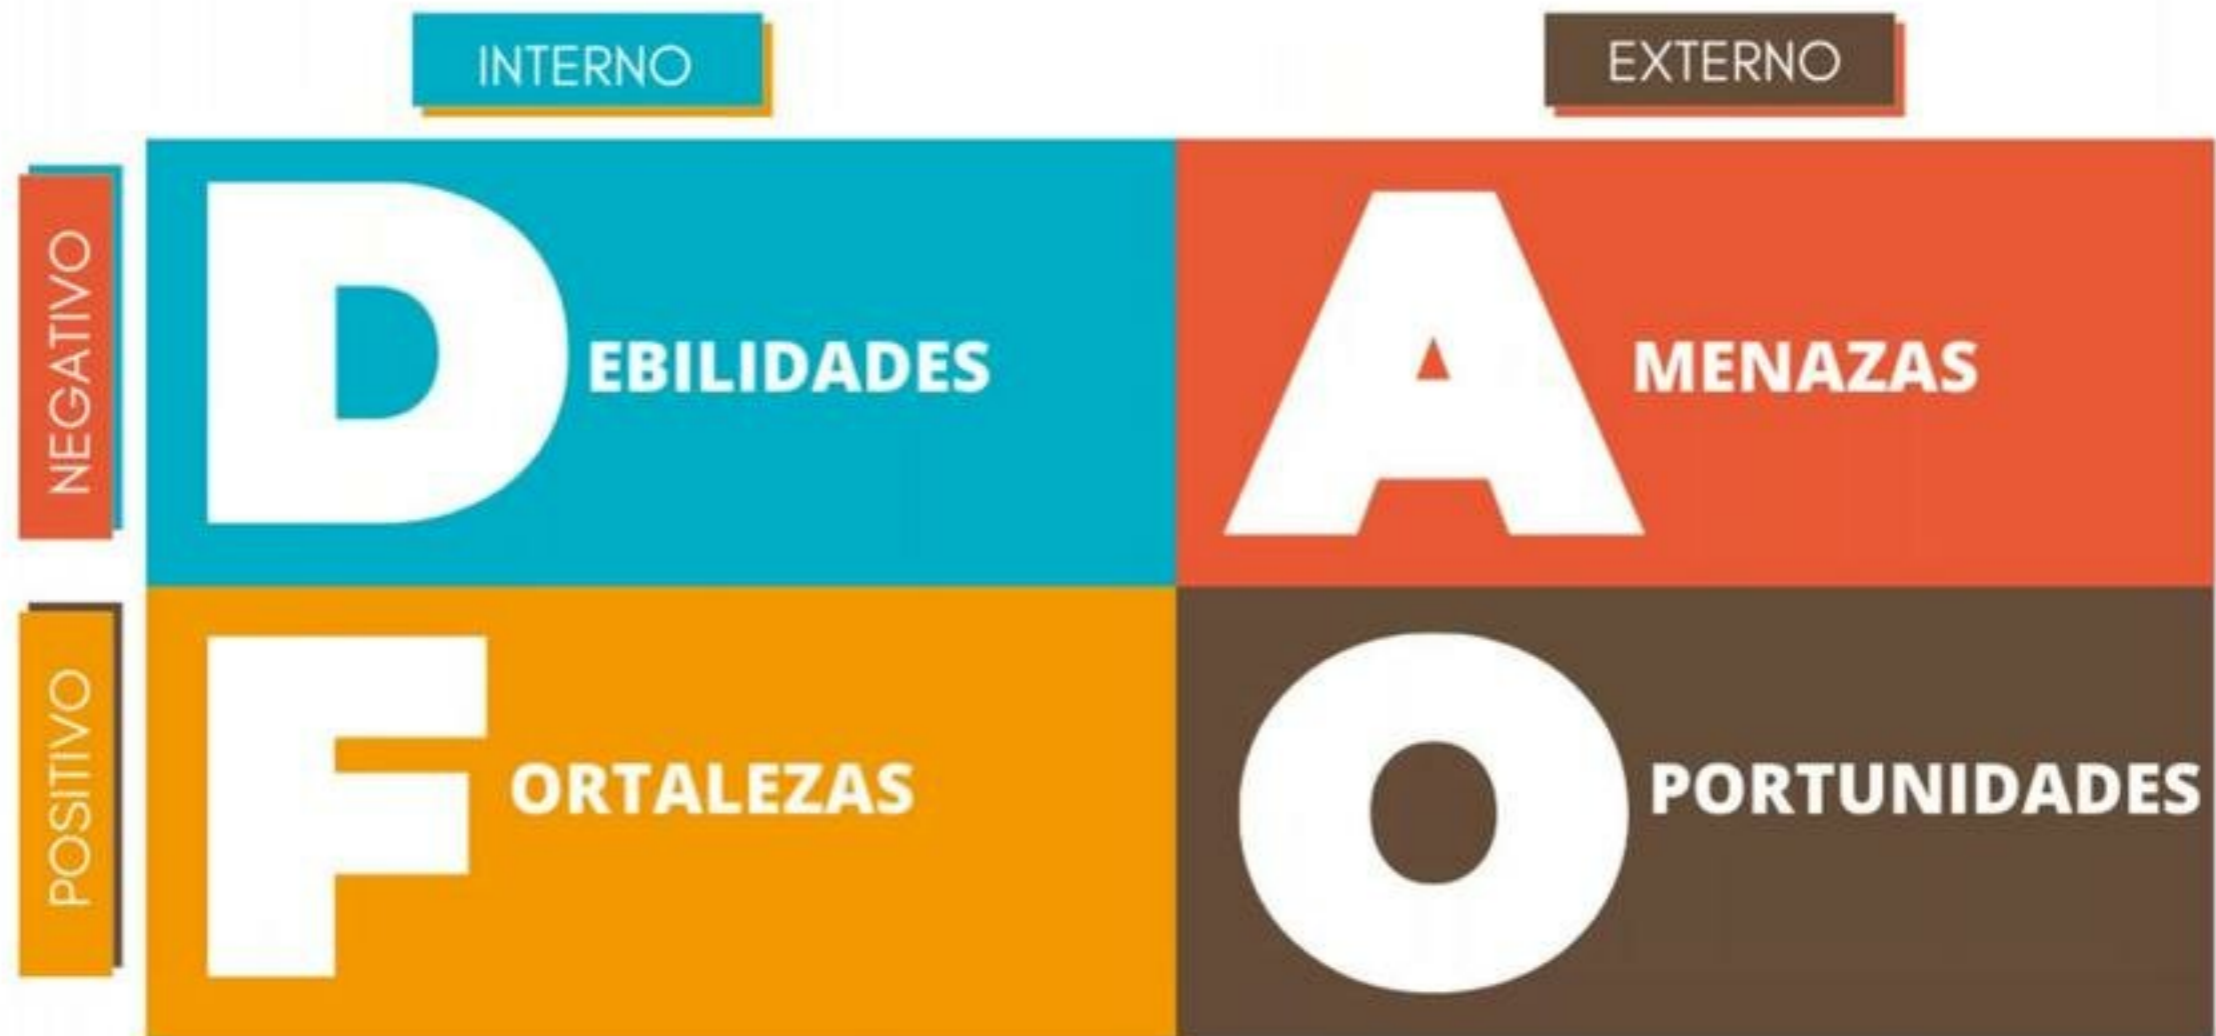 INTERNO
EXTERNO
NEGATIVO
DEBILIDADES
AMENAZAS
POSITIVO
FORTALEZAS
OPORTUNIDADES